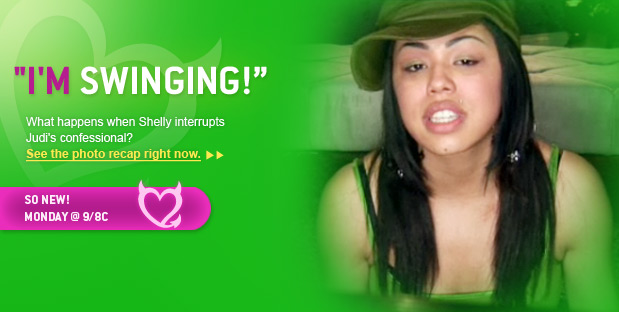 "I'M SWINGING!”
What happens when Shelly interrupts
Judi's confessional?
See the photo recap right now.
SO NEW!
MONDAY @ 9/8C